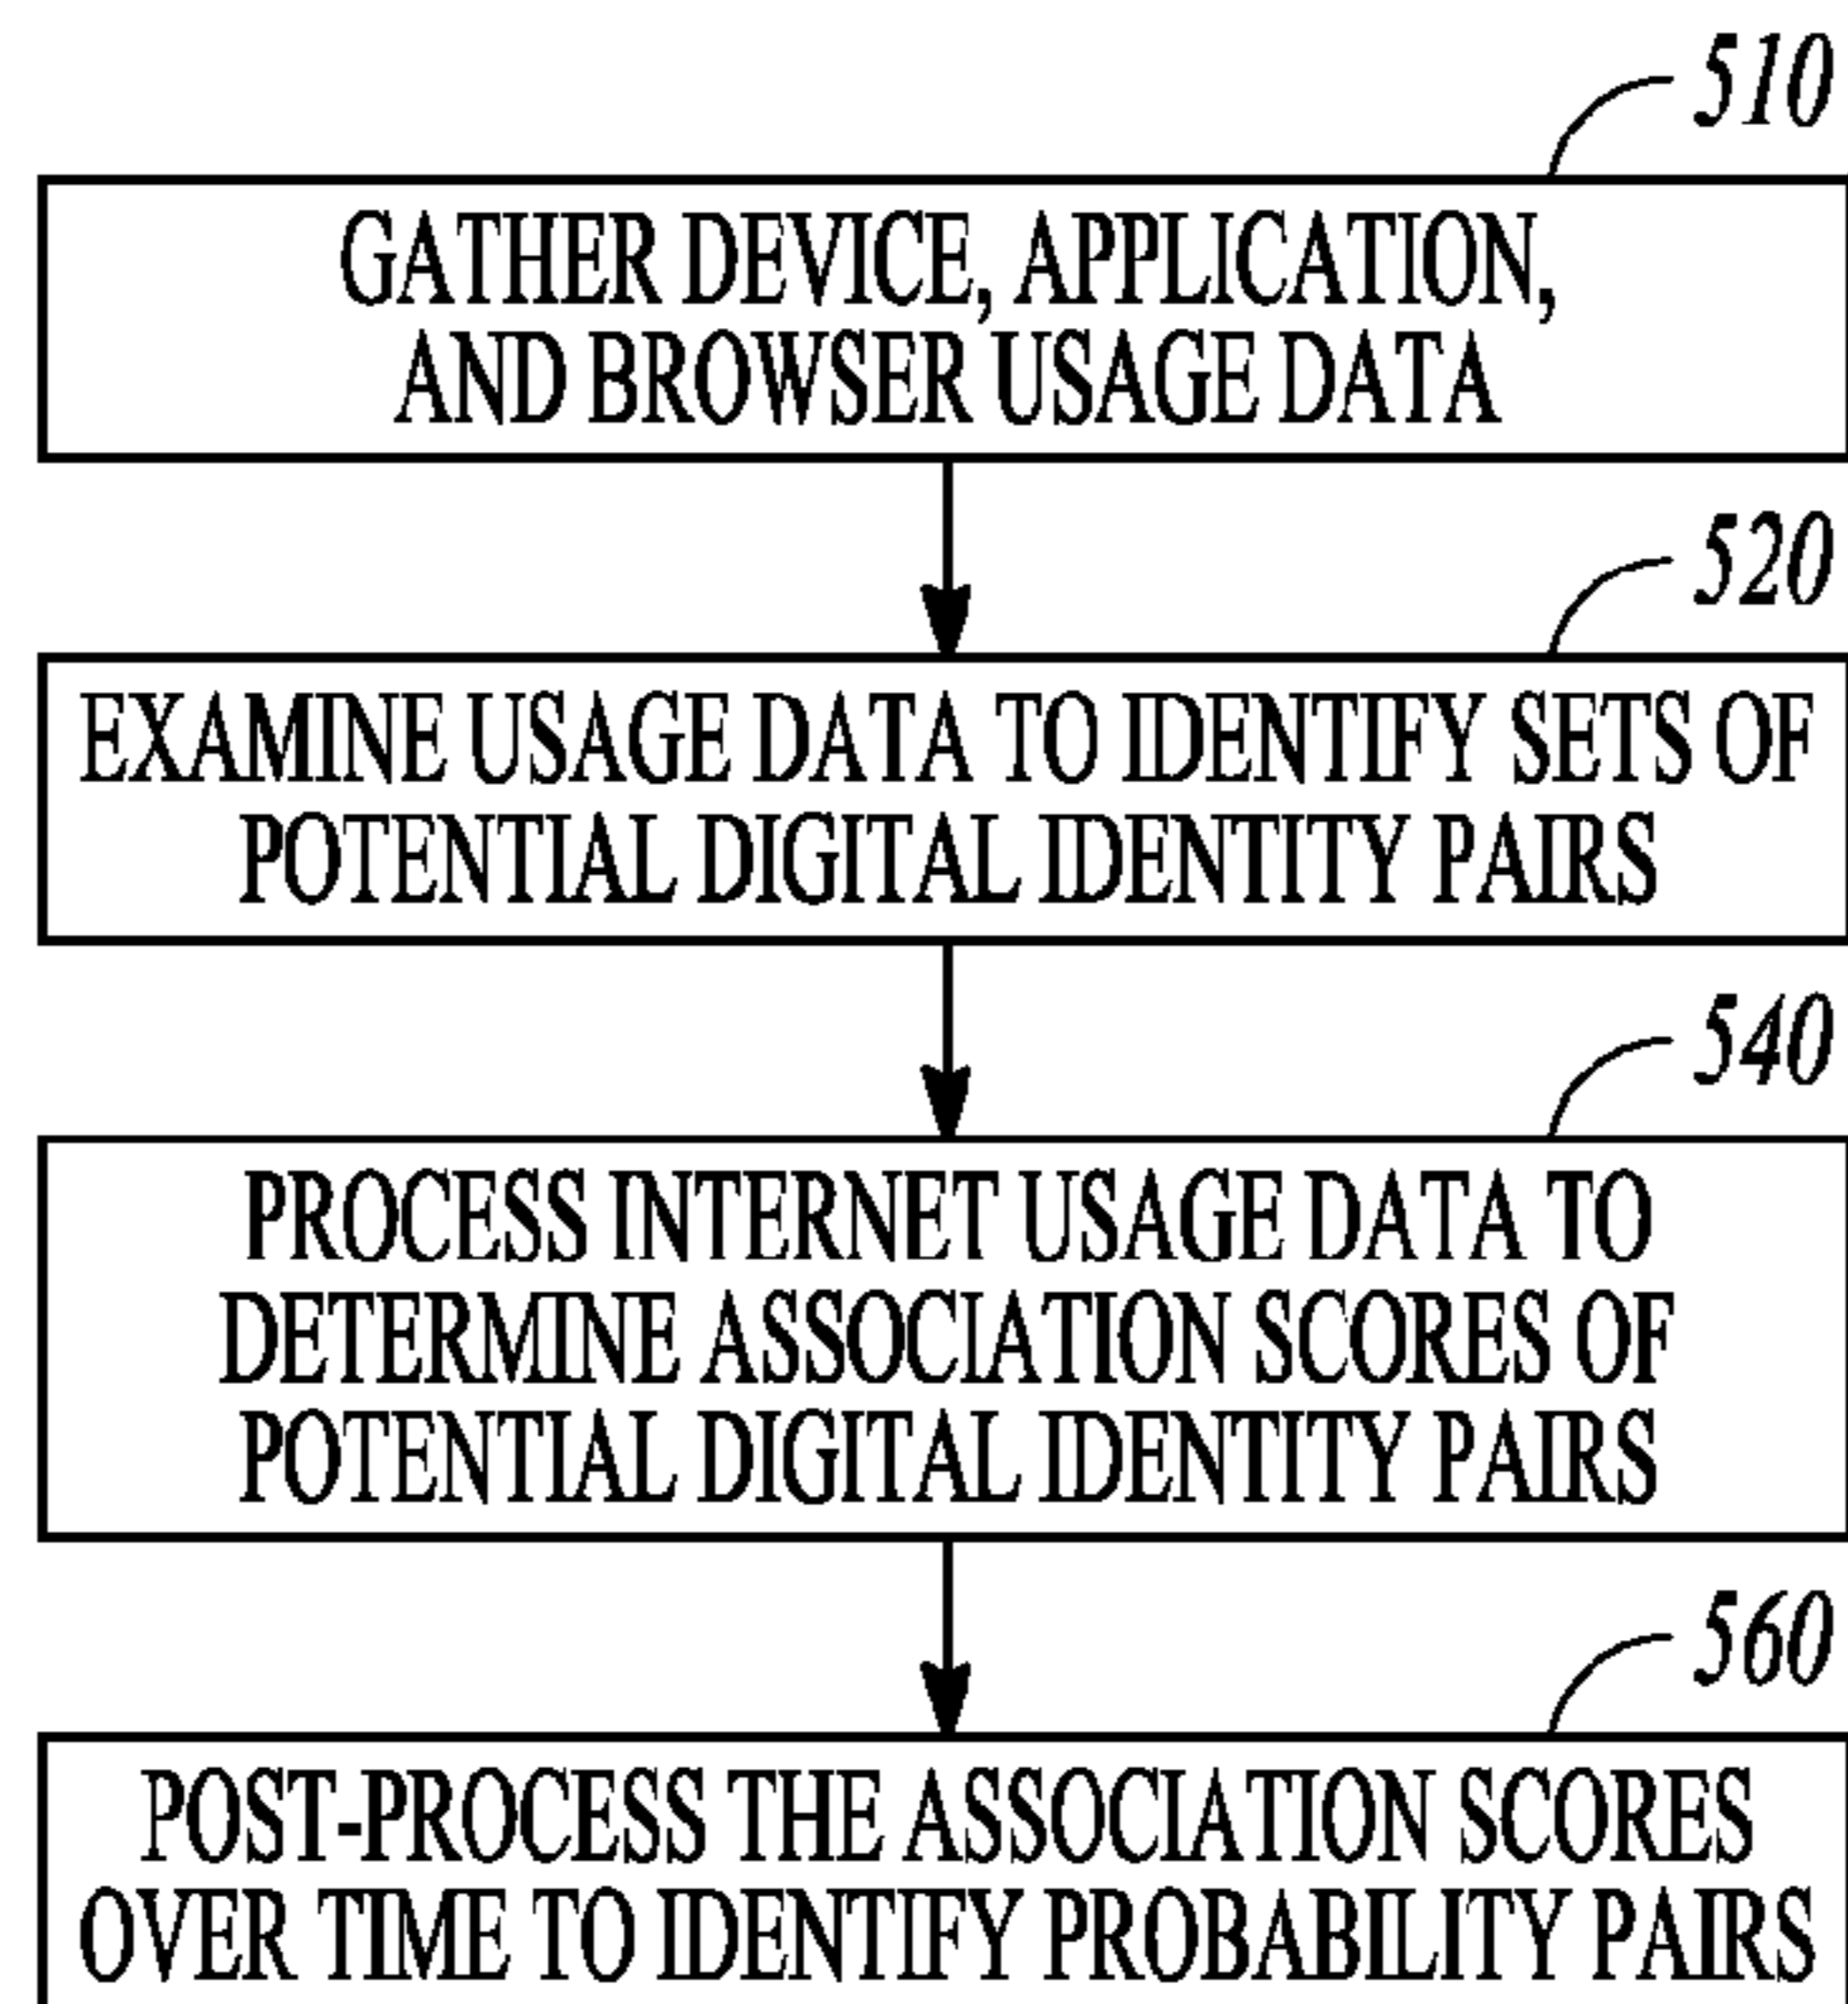 510
GATHER DEVICE, APPLICATION,
AND BROWSER USAGE DATA
520
EXAMINE USAGE DATA TO IDENTIFY SETS OF
POTENTIAL DIGITAL IDENTITY PAIRS
540
PROCESS INTERNET USAGE DATA TO
DETERMINE ASSOCIATION SCORES OF
POTENTIAL DIGITAL IDENTITY PAIRS
560
POST-PROCESS THE ASSOCIATION SCORES
OVER TIME TO IDENTIFY PROBABILITY PAIRS